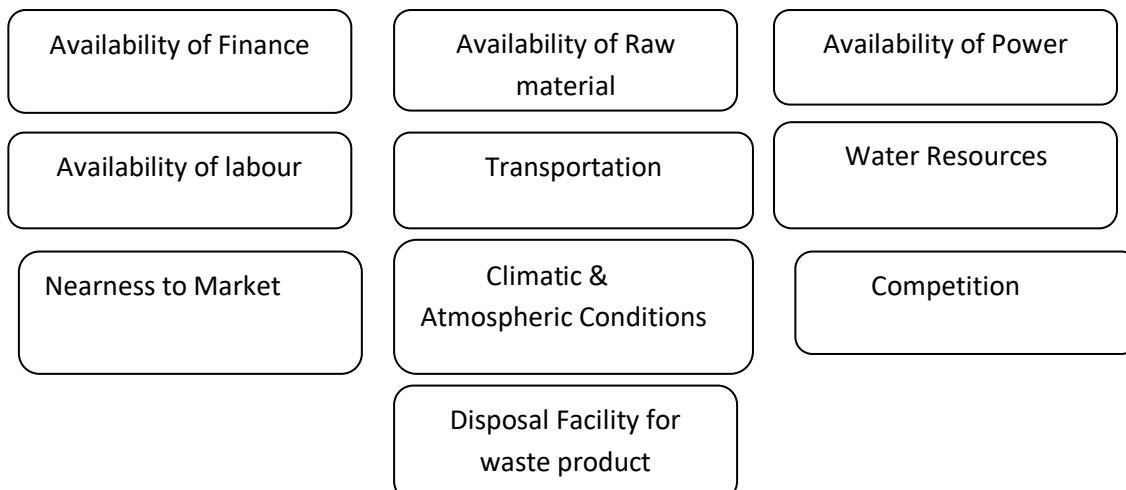 Availability of Finance
Availability of Raw
material
Availability of Power
Availability of labour
Transportation
Water Resources
Nearness to Market
Climatic &
Atmospheric Conditions
Competition
Disposal Facility for
waste product